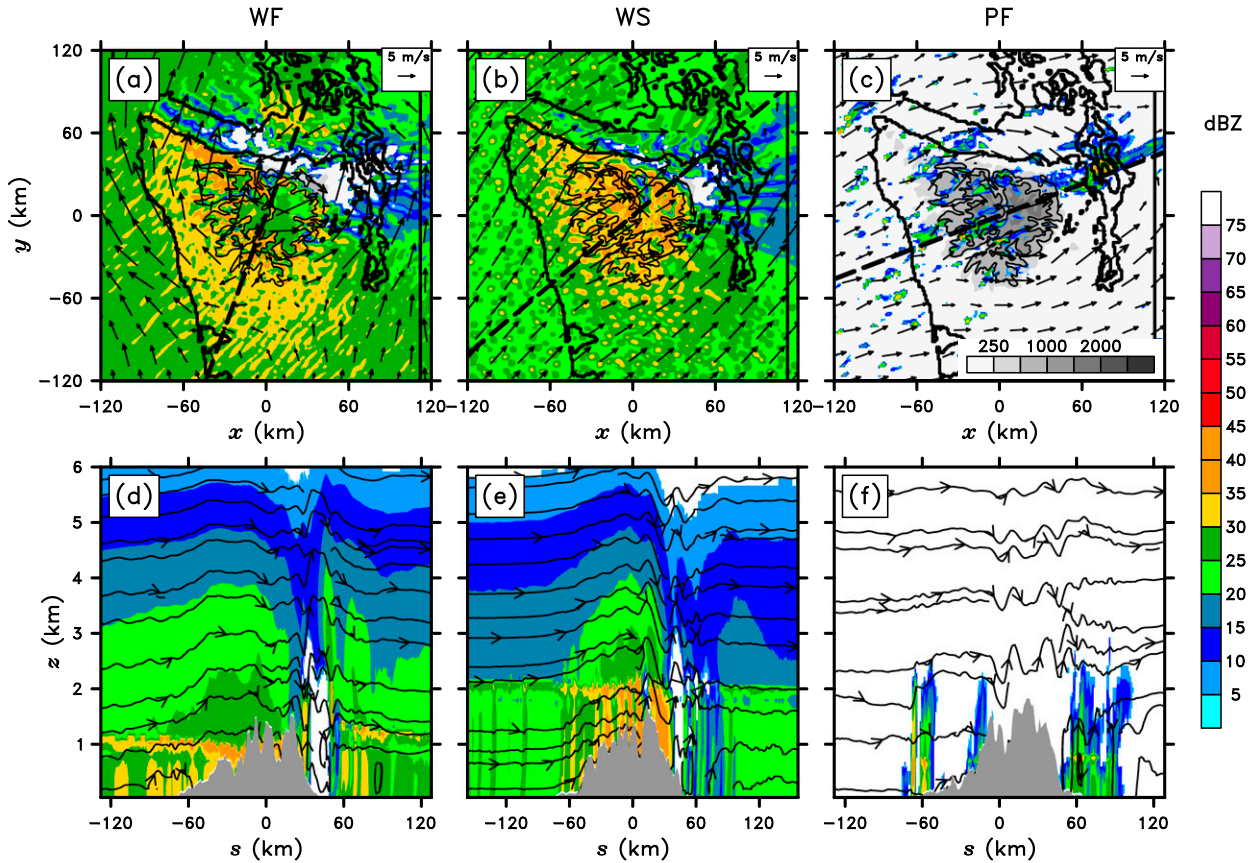 WF WS PF
(a) 5 m/s (b) 5 m/s (c) 5 m/s
120 60 0 −60 −120
y (km)
250 1000 2000
−120 −60 0 60 120 −120 −60 0 60 120 −120 −60 0 60 120
x (km) x (km) x (km)
dBZ
75
70
65
60
55
50
45
40
35
30
25
20
15
10
5
(d) (e) (f)
6 5 4 3 2 1
z (km)
−120 −60 0 60 120 −120 −60 0 60 120 −120 −60 0 60 120
s (km) s (km) s (km)